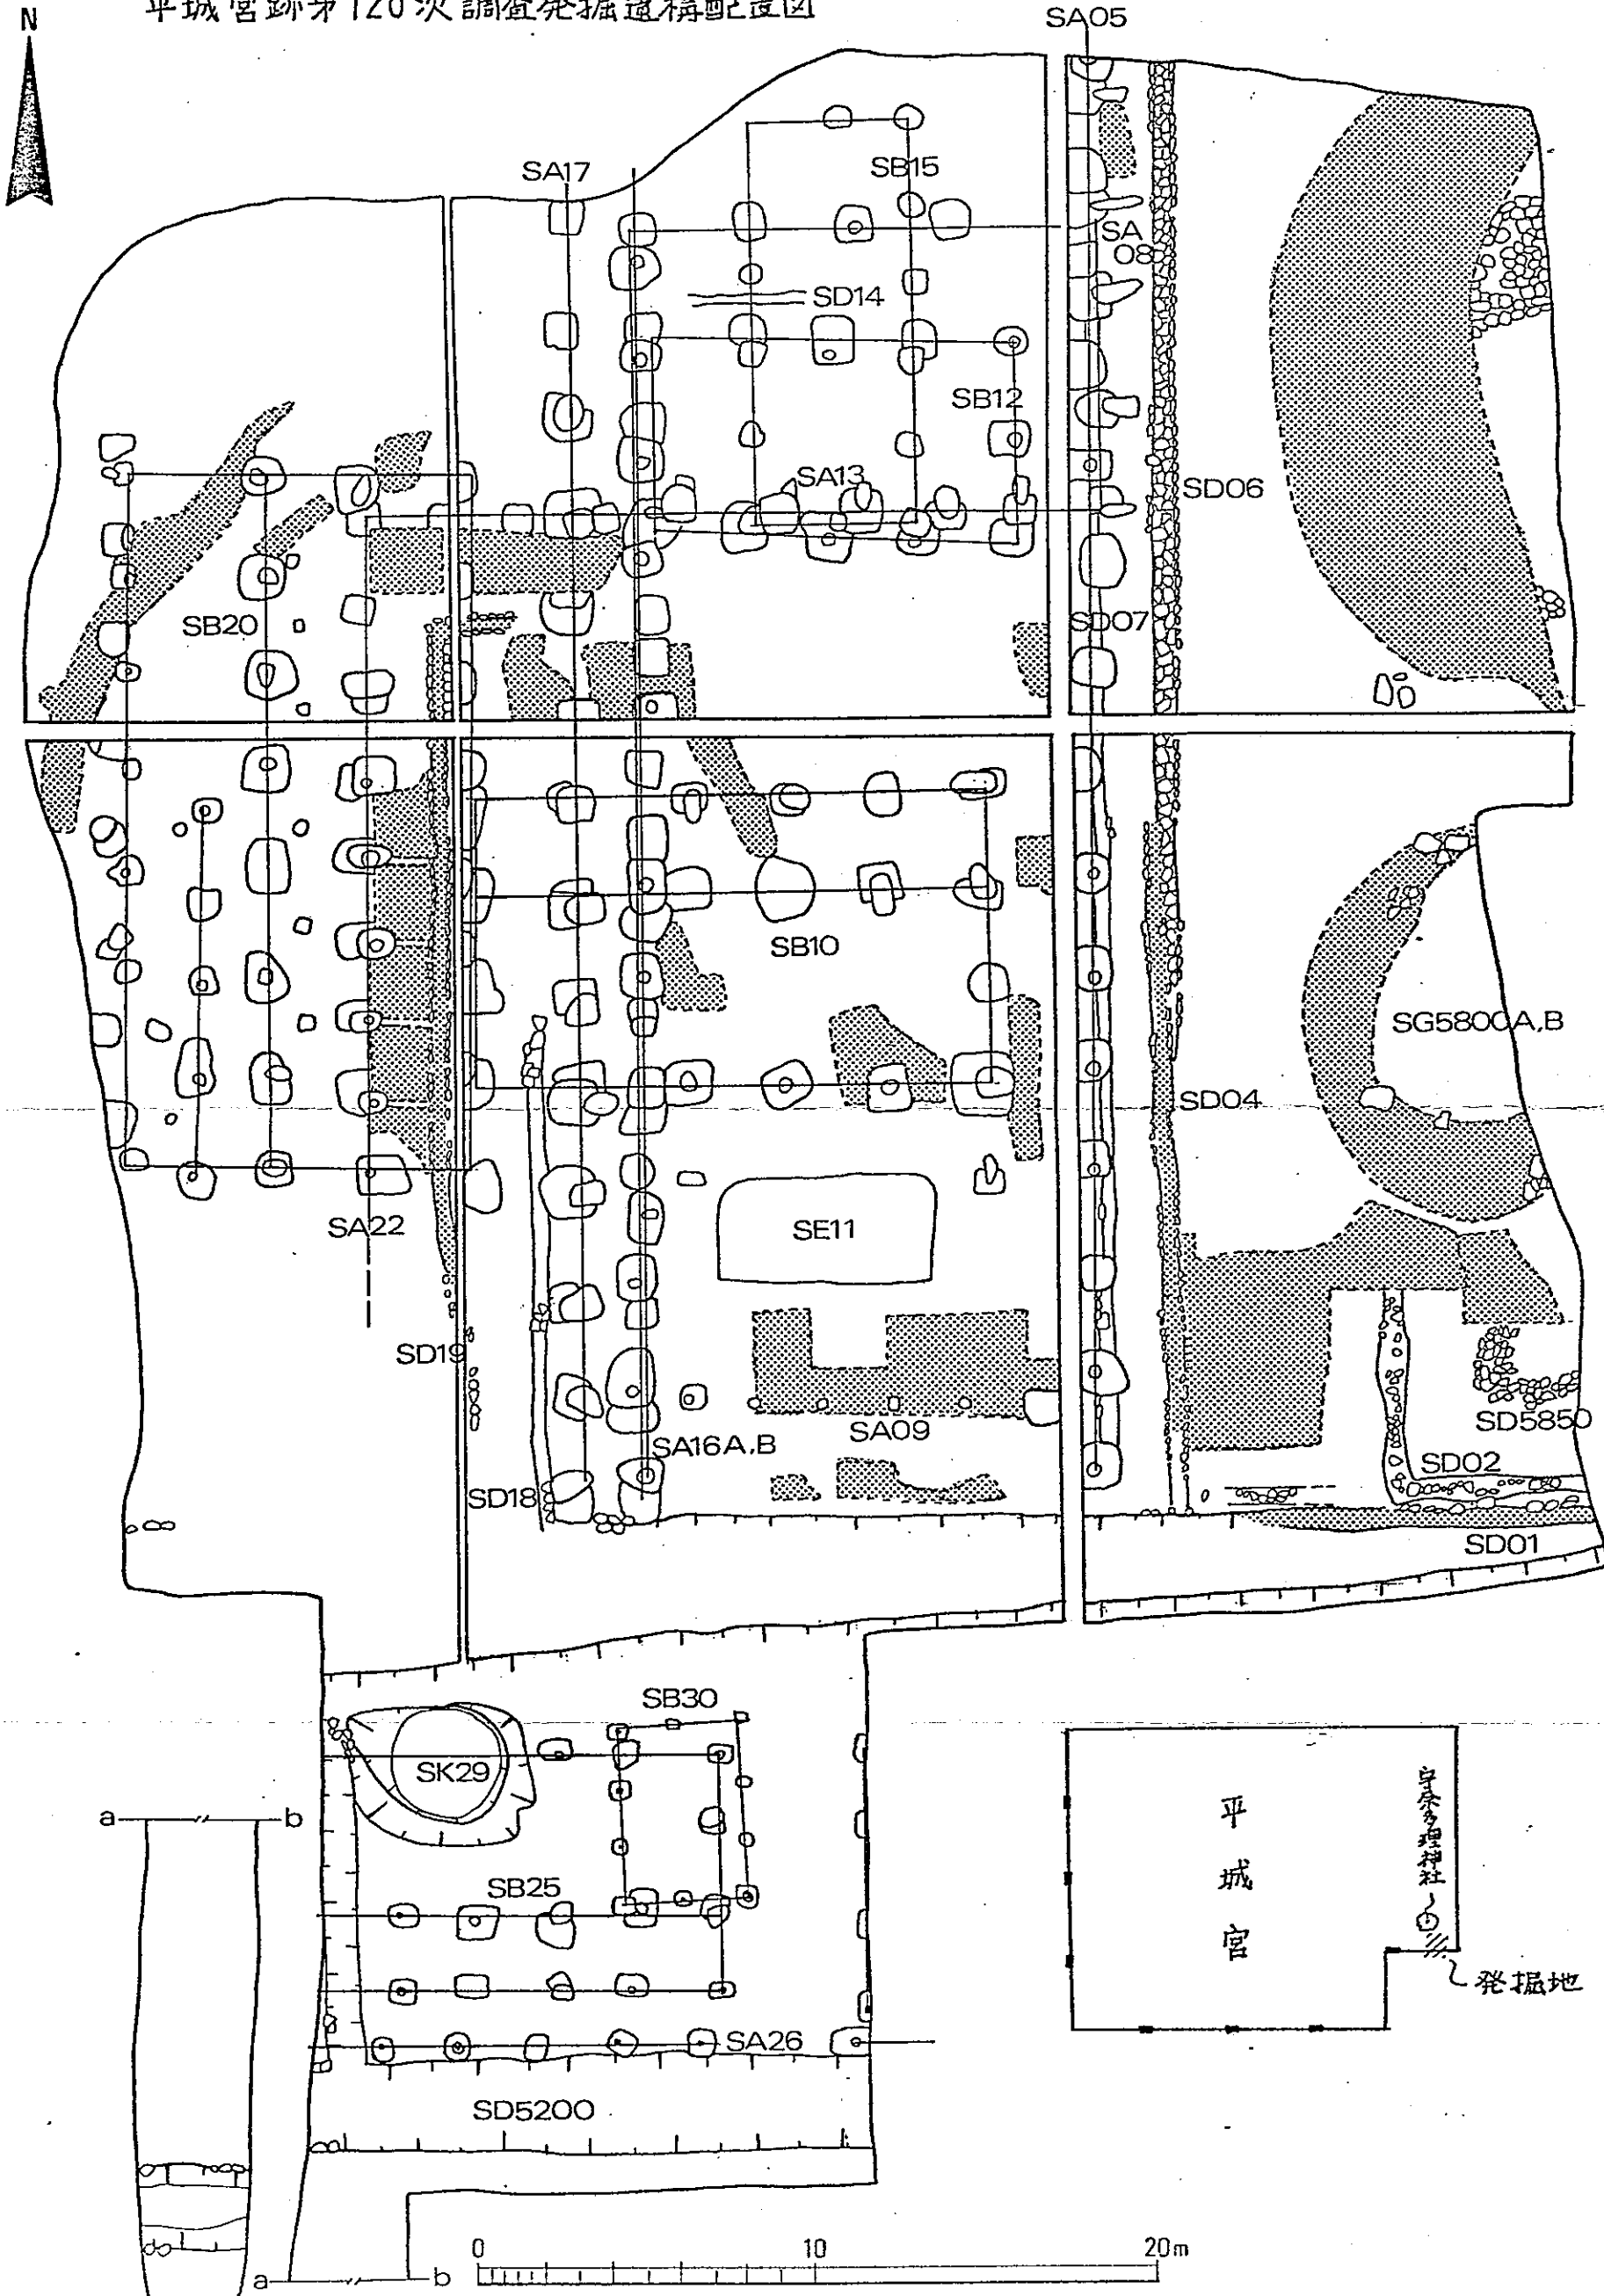 平城宮跡第120次調査発掘遺構配置図
N
SA05
SA17
SB15
SA
08
SD14
SB12
SA13
SD06
SB20
SD07
SB10
SG5800A,B
SD04
SA22
SE11
SD19
SA09
SD5850
SA16A,B
SD02
SD18
SD01
SB30
SK29
a
b
SB25
SA26
SD5200
平城宮
宇奈多理神社
発掘地
0
10
20m
a
b